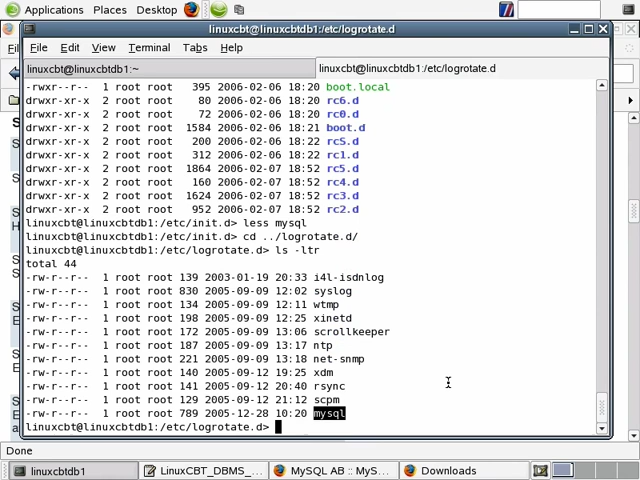 Applications Places Desktop
linuxcbt@linuxcbtdb1:/etc/logrotate.d
File Edit View Terminal Tabs Help
linuxcbt@linuxcbtdb1:~ linuxcbt@linuxcbtdb1:/etc/logrotate.d
-rwxr--r-- 1 root root 395 2006-02-06 18:20 boot.local
drwxr-xr-x 2 root root 80 2006-02-06 18:20 rc6.d
drwxr-xr-x 2 root root 72 2006-02-06 18:20 rc0.d
drwxr-xr-x 2 root root 1584 2006-02-06 18:21 boot.d
drwxr-xr-x 2 root root 200 2006-02-06 18:22 rcS.d
drwxr-xr-x 2 root root 312 2006-02-06 18:22 rc1.d
drwxr-xr-x 2 root root 1864 2006-02-07 18:52 rc5.d
drwxr-xr-x 2 root root 160 2006-02-07 18:52 rc4.d
drwxr-xr-x 2 root root 1624 2006-02-07 18:52 rc3.d
drwxr-xr-x 2 root root 952 2006-02-07 18:52 rc2.d
linuxcbt@linuxcbtdb1:/etc/init.d> less mysql
linuxcbt@linuxcbtdb1:/etc/init.d> cd ../logrotate.d/
linuxcbt@linuxcbtdb1:/etc/logrotate.d> ls -ltr
total 44
-rw-r--r-- 1 root root 139 2003-01-19 20:33 i4l-isdnlog
-rw-r--r-- 1 root root 830 2005-09-09 12:02 syslog
-rw-r--r-- 1 root root 134 2005-09-09 12:11 wtmp
-rw-r--r-- 1 root root 198 2005-09-09 12:25 xinetd
-rw-r--r-- 1 root root 172 2005-09-09 13:06 scrollkeeper
-rw-r--r-- 1 root root 187 2005-09-09 13:17 ntp
-rw-r--r-- 1 root root 221 2005-09-09 13:18 net-snmp
-rw-r--r-- 1 root root 140 2005-09-12 19:25 xdm
-rw-r--r-- 1 root root 141 2005-09-12 20:40 rsync
-rw-r--r-- 1 root root 129 2005-09-12 21:12 scpm
-rw-r--r-- 1 root root 789 2005-12-28 10:20 mysql
linuxcbt@linuxcbtdb1:/etc/logrotate.d>
Done
linuxcbtdb1 LinuxCBT_DBMS_... MySQL AB :: MyS... Downloads